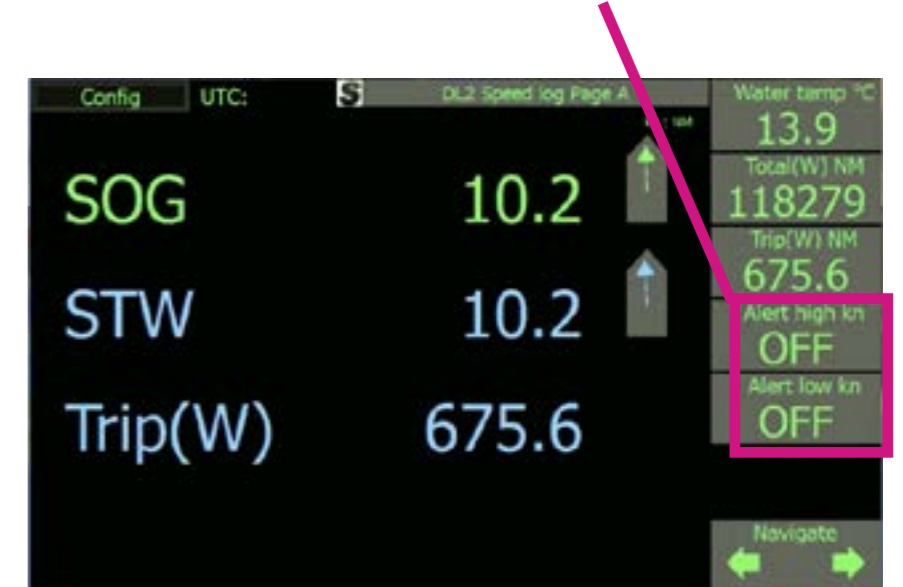 Config UTC: S DL2 Speed log Page A
NM
SOG 10.2
STW 10.2
Trip(W) 675.6
Water temp °C
13.9
Total(W) NM
118279
Trip(W) NM
675.6
Alert high kn
OFF
Alert low kn
OFF
Navigate